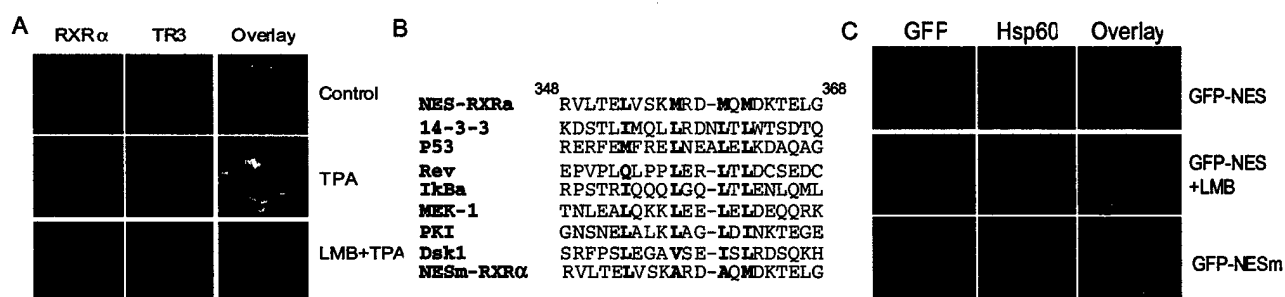 A
RXRα TR3 Overlay
Control
TPA
LMB+TPA
B
348 368
NES-RXRa RVLTELVSKMRD-MQMDKTELG
14-3-3 KDSTLIMQLLRDNLTLWTSDTQ
P53 RERFEMFRELNEALELKDAQAG
Rev EPVPLQLPPLER-LTLDCSEDC
IkBa RPSTRIQQQLGQ-LTLENLQML
MEK-1 TNLEALQKKLEE-LELDEQQRK
PKI GNSNELALKLAG-LDINKTEGE
Dsk1 SRFPSLEGAVSE-ISLRDSQKH
NESm-RXRα RVLTELVSKARD-AQMDKTELG
C
GFP Hsp60 Overlay
GFP-NES
GFP-NES
+LMB
GFP-NESm